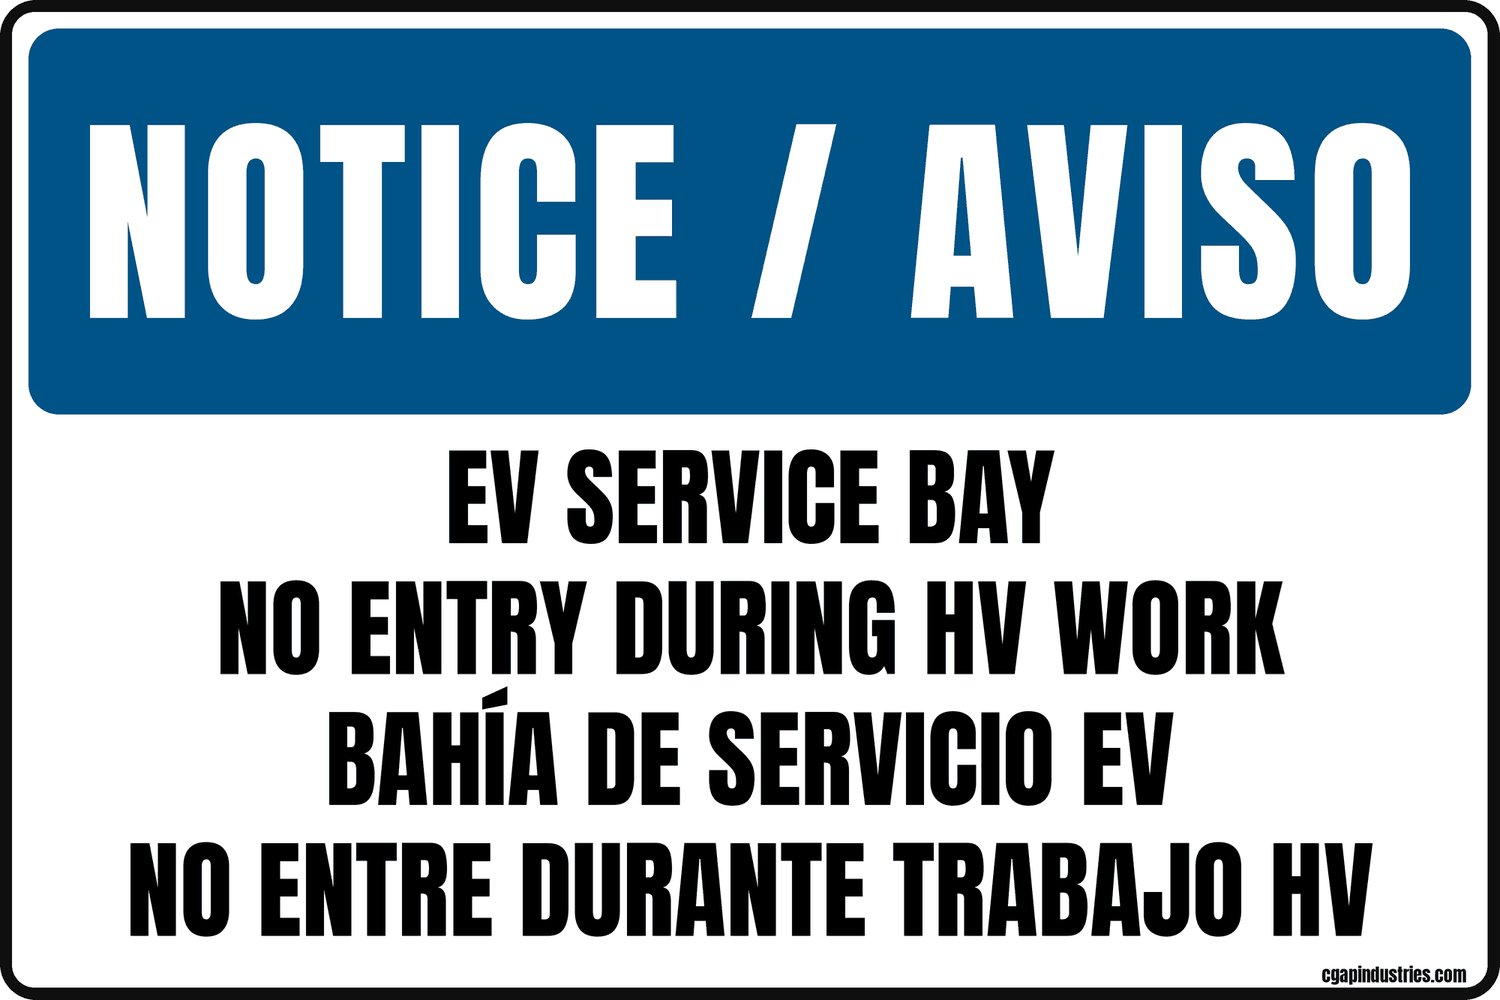 NOTICE / AVISO
EV SERVICE BAY
NO ENTRY DURING HV WORK
BAHÍA DE SERVICIO EV
NO ENTRE DURANTE TRABAJO HV
cgapindustries.com